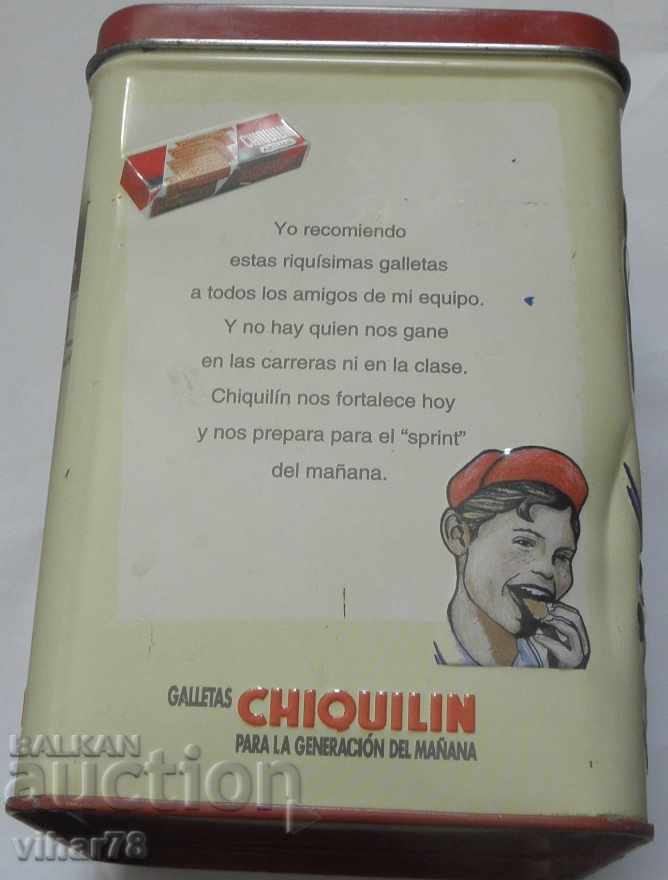 CHIQUILIN
Yo recomiendo
estas riquísimas galletas
a todos los amigos de mi equipo.
Y no hay quien nos gane
en las carreras ni en la clase.
Chiquilín nos fortalece hoy
y nos prepara para el “sprint”
del mañana.
GALLETAS CHIQUILIN
PARA LA GENERACIÓN DEL MAÑANA
BALKAN
auction
vihar78